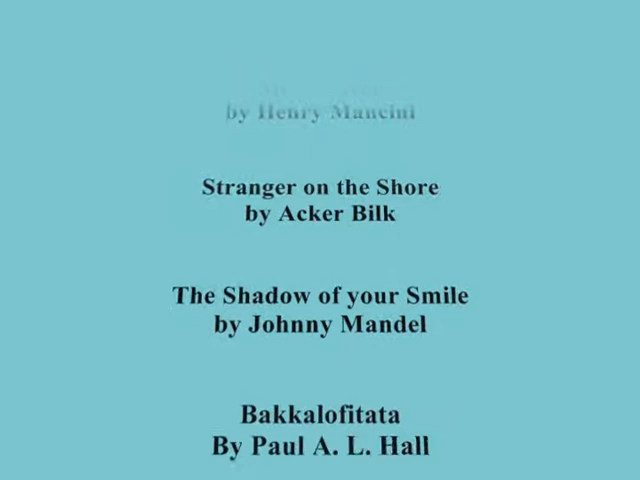 by Henry Mancini
Stranger on the Shore
by Acker Bilk
The Shadow of your Smile
by Johnny Mandel
Bakkalofitata
By Paul A. L. Hall